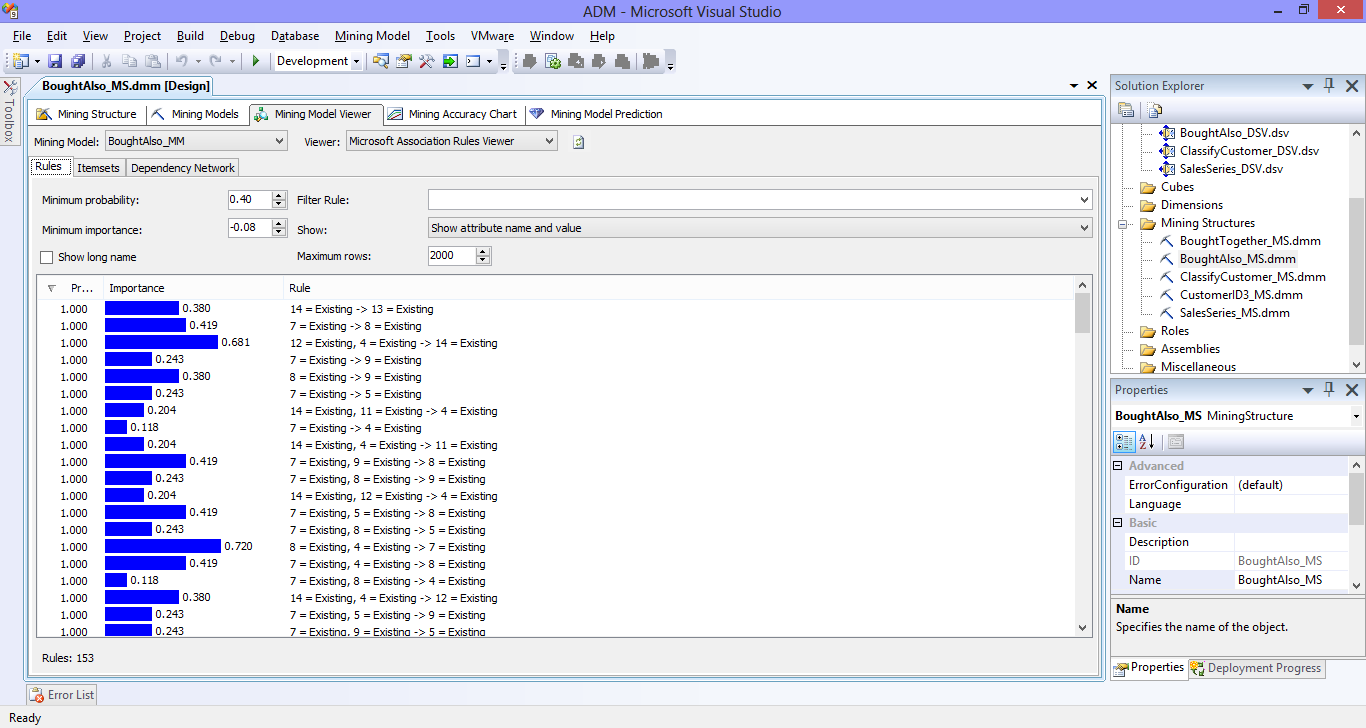 ADM - Microsoft Visual Studio
File Edit View Project Build Debug Database Mining Model Tools VMware Window Help
Development
Toolbox
BoughtAlso_MS.dmm [Design]
Mining Structure Mining Models Mining Model Viewer Mining Accuracy Chart Mining Model Prediction
Mining Model: BoughtAlso_MM Viewer: Microsoft Association Rules Viewer
Rules Itemsets Dependency Network
Minimum probability: 0.40 Filter Rule:
Minimum importance: -0.08 Show: Show attribute name and value
Show long name Maximum rows: 2000
Pr... Importance Rule
1.000 0.380 14 = Existing -> 13 = Existing
1.000 0.419 7 = Existing -> 8 = Existing
1.000 0.681 12 = Existing, 4 = Existing -> 14 = Existing
1.000 0.243 7 = Existing -> 9 = Existing
1.000 0.380 8 = Existing -> 9 = Existing
1.000 0.243 7 = Existing -> 5 = Existing
1.000 0.204 14 = Existing, 11 = Existing -> 4 = Existing
1.000 0.118 7 = Existing -> 4 = Existing
1.000 0.204 14 = Existing, 4 = Existing -> 11 = Existing
1.000 0.419 7 = Existing, 9 = Existing -> 8 = Existing
1.000 0.243 7 = Existing, 8 = Existing -> 9 = Existing
1.000 0.204 14 = Existing, 12 = Existing -> 4 = Existing
1.000 0.419 7 = Existing, 5 = Existing -> 8 = Existing
1.000 0.243 7 = Existing, 8 = Existing -> 5 = Existing
1.000 0.720 8 = Existing, 4 = Existing -> 7 = Existing
1.000 0.419 7 = Existing, 4 = Existing -> 8 = Existing
1.000 0.118 7 = Existing, 8 = Existing -> 4 = Existing
1.000 0.380 14 = Existing, 4 = Existing -> 12 = Existing
1.000 0.243 7 = Existing, 5 = Existing -> 9 = Existing
1.000 0.243 7 = Existing, 9 = Existing -> 5 = Existing
Rules: 153
Solution Explorer
BoughtAlso_DSV.dsv
ClassifyCustomer_DSV.dsv
SalesSeries_DSV.dsv
Cubes
Dimensions
Mining Structures
BoughtTogether_MS.dmm
BoughtAlso_MS.dmm
ClassifyCustomer_MS.dmm
CustomerID3_MS.dmm
SalesSeries_MS.dmm
Roles
Assemblies
Miscellaneous
Properties
BoughtAlso_MS MiningStructure
Advanced
ErrorConfiguration (default)
Language
Basic
Description
ID BoughtAlso_MS
Name BoughtAlso_MS
Name
Specifies the name of the object.
Properties Deployment Progress
Error List
Ready